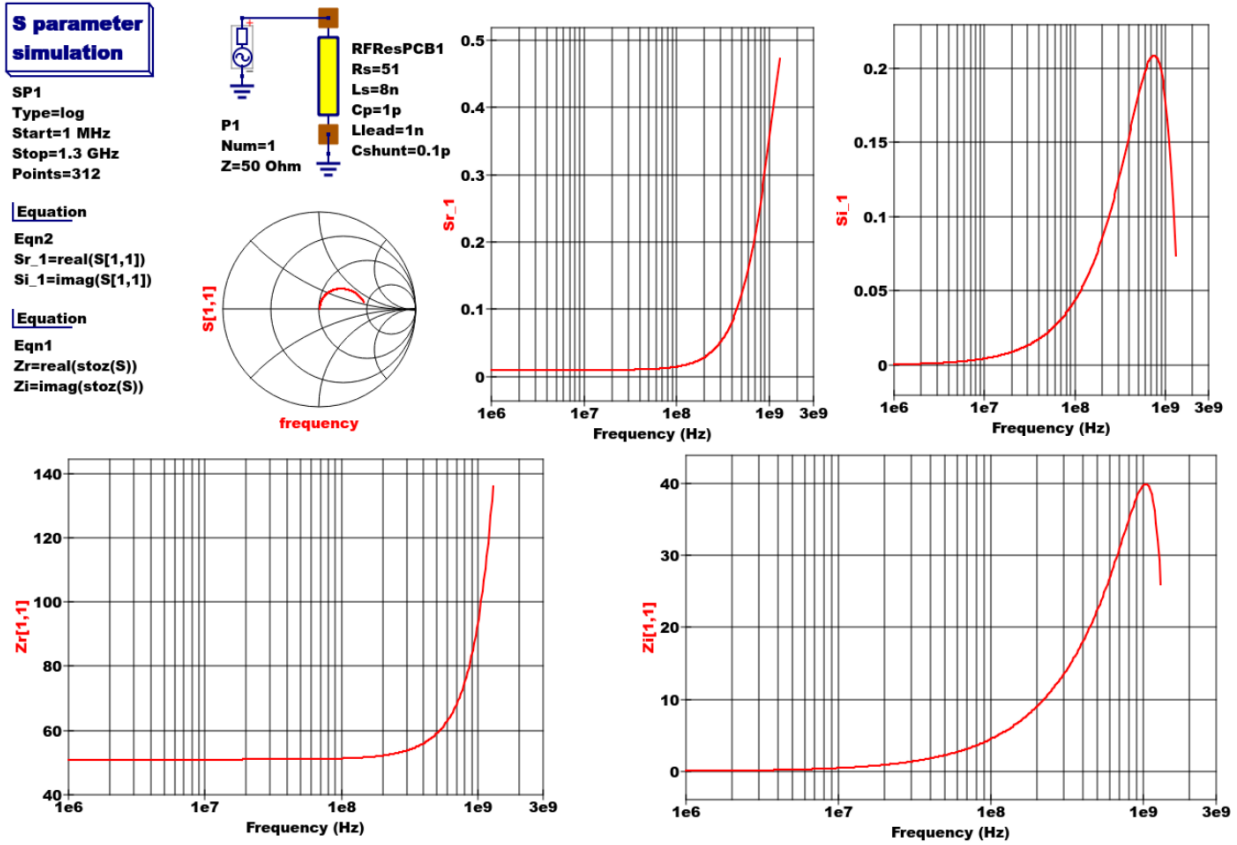 S parameter
simulation
SP1
Type=log
Start=1 MHz
Stop=1.3 GHz
Points=312
Equation
Eqn2
Sr_1=real(S[1,1])
Si_1=imag(S[1,1])
Equation
Eqn1
Zr=real(stoz(S))
Zi=imag(stoz(S))
P1
Num=1
Z=50 Ohm
RFResPCB1
Rs=51
Ls=8n
Cp=1p
Llead=1n
Cshunt=0.1p
S[1,1]
frequency
0.5
0.4
0.3
0.2
0.1
0
Sr_1
1e6
1e7
1e8
1e9
3e9
Frequency (Hz)
0.2
0.15
0.1
0.05
0
Si_1
1e6
1e7
1e8
1e9
3e9
Frequency (Hz)
140
120
100
80
60
40
Zr[1,1]
1e6
1e7
1e8
1e9
3e9
Frequency (Hz)
40
30
20
10
0
Zi[1,1]
1e6
1e7
1e8
1e9
3e9
Frequency (Hz)